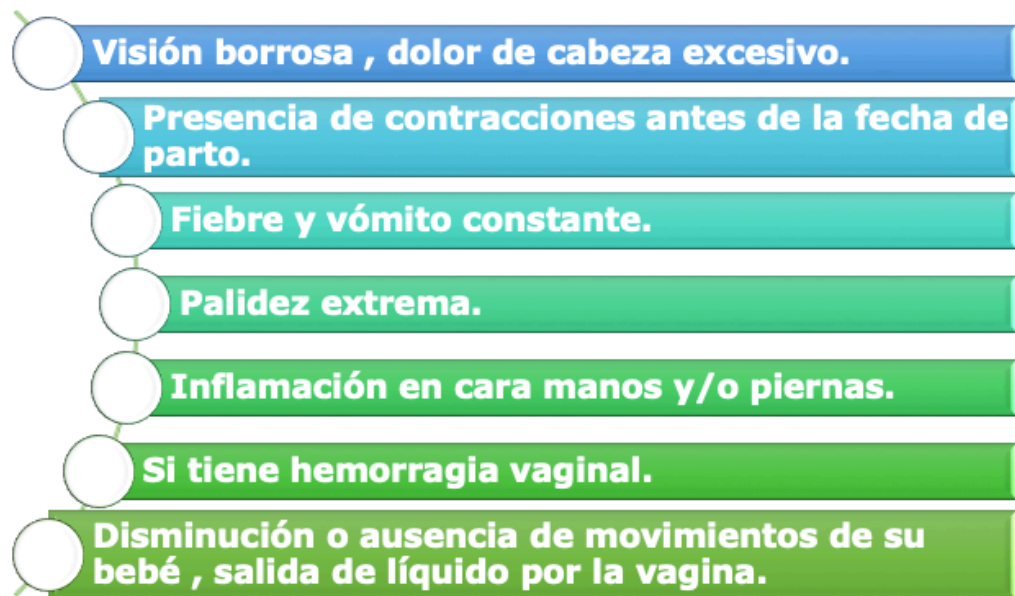 Visión borrosa , dolor de cabeza excesivo.
Presencia de contracciones antes de la fecha de
parto.
Fiebre y vómito constante.
Palidez extrema.
Inflamación en cara manos y/o piernas.
Si tiene hemorragia vaginal.
Disminución o ausencia de movimientos de su
bebé , salida de líquido por la vagina.